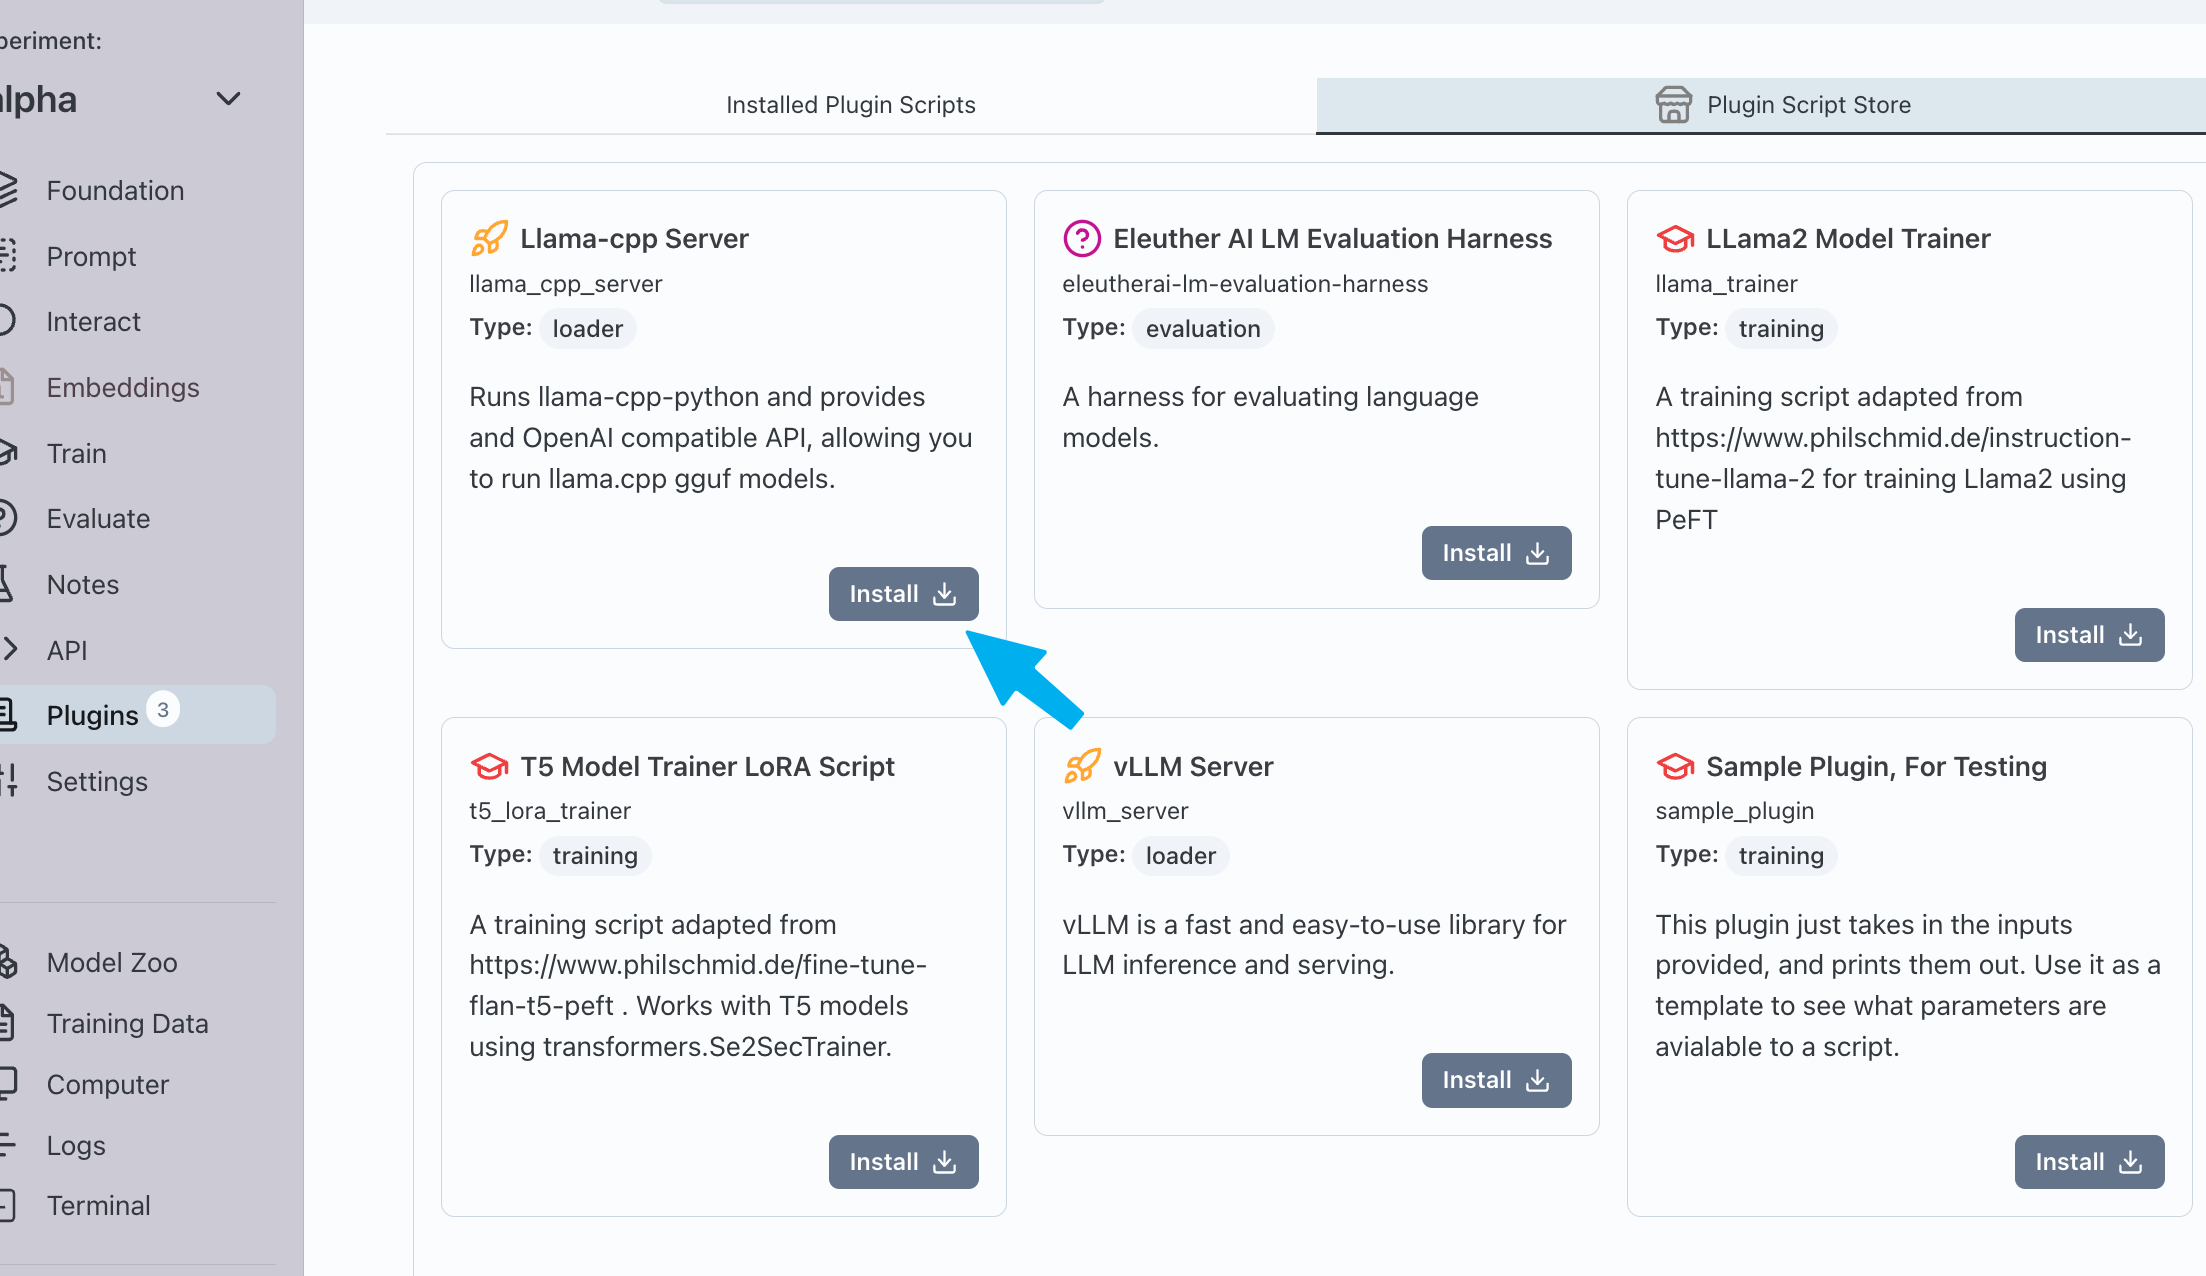 periment:
alpha
Foundation
Prompt
Interact
Embeddings
Train
Evaluate
Notes
API
Plugins 3
Settings
Model Zoo
Training Data
Computer
Logs
Terminal
Installed Plugin Scripts
Plugin Script Store
Llama-cpp Server
llama_cpp_server
Type: loader
Runs llama-cpp-python and provides
and OpenAI compatible API, allowing you
to run llama.cpp gguf models.
Install
Eleuther AI LM Evaluation Harness
eleutherai-lm-evaluation-harness
Type: evaluation
A harness for evaluating language
models.
Install
LLama2 Model Trainer
llama_trainer
Type: training
A training script adapted from
https://www.philschmid.de/instruction-
tune-llama-2 for training Llama2 using
PeFT
Install
T5 Model Trainer LoRA Script
t5_lora_trainer
Type: training
A training script adapted from
https://www.philschmid.de/fine-tune-
flan-t5-peft . Works with T5 models
using transformers.Se2SecTrainer.
Install
vLLM Server
vllm_server
Type: loader
vLLM is a fast and easy-to-use library for
LLM inference and serving.
Install
Sample Plugin, For Testing
sample_plugin
Type: training
This plugin just takes in the inputs
provided, and prints them out. Use it as a
template to see what parameters are
avialable to a script.
Install